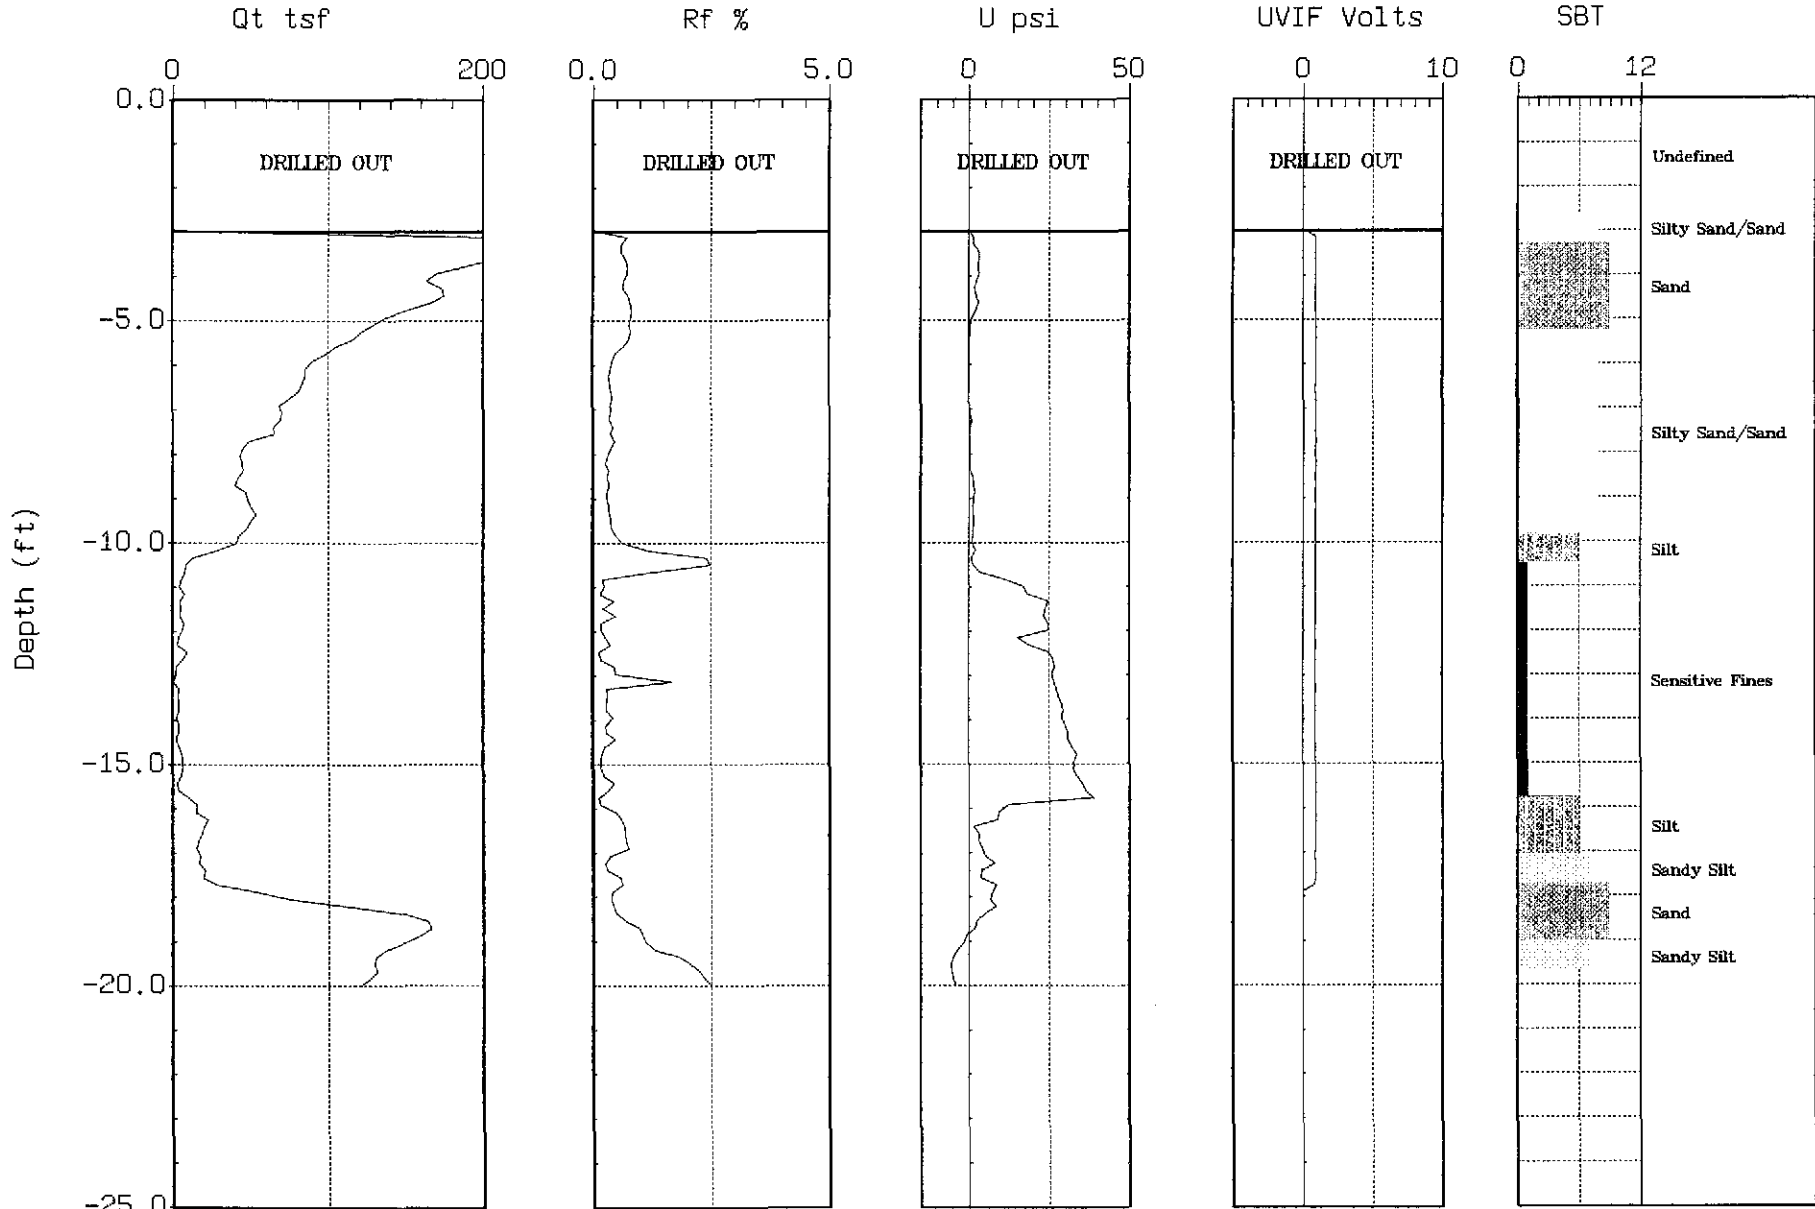 Qt tsf
Rf %
U psi
UVIF Volts
SBT
0 200
0.0 5.0
0 50
0 10
0 12
0.0
DRILLED OUT
DRILLED OUT
DRILLED OUT
DRILLED OUT
Undefined
Silty Sand/Sand
Sand
-5.0
Silty Sand/Sand
-10.0
Silt
Depth (ft)
Sensitive Fines
-15.0
Silt
Sandy Silt
Sand
Sandy Silt
-20.0
-25.0